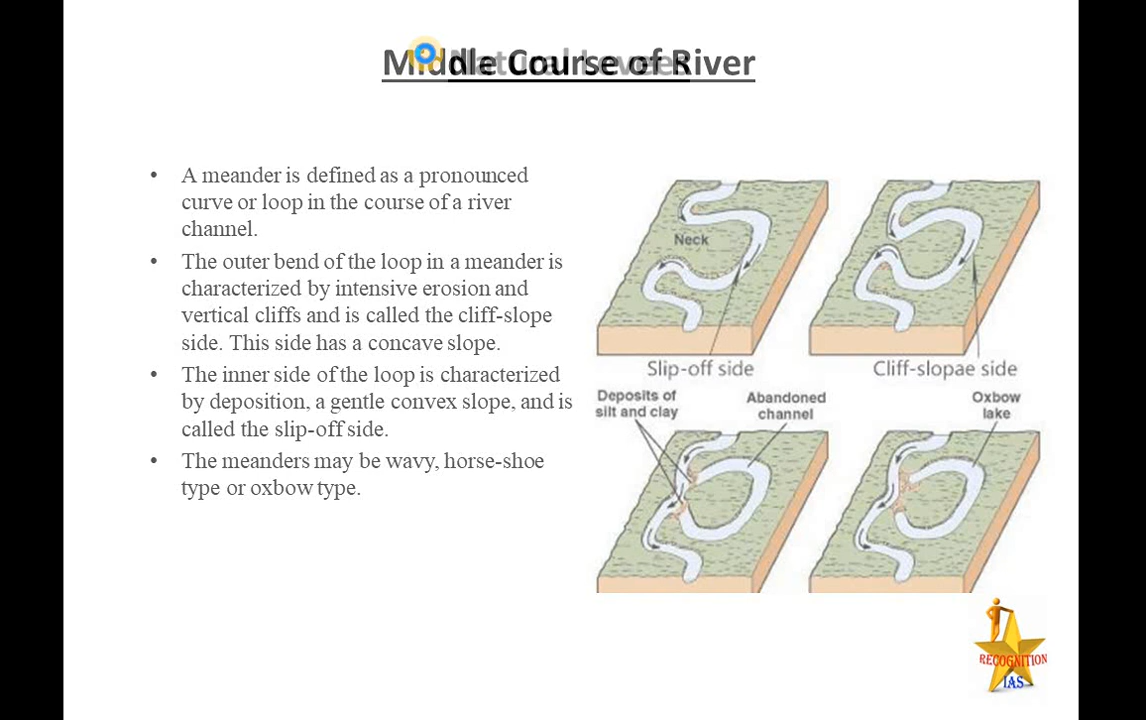 Middle Course of River
Natural Levees
• A meander is defined as a pronounced
curve or loop in the course of a river
channel.
• The outer bend of the loop in a meander is
characterized by intensive erosion and
vertical cliffs and is called the cliff-slope
side. This side has a concave slope.
• The inner side of the loop is characterized
by deposition, a gentle convex slope, and is
called the slip-off side.
• The meanders may be wavy, horse-shoe
type or oxbow type.
Neck
Slip-off side
Cliff-slopae side
Deposits of
silt and clay
Abandoned
channel
Oxbow
lake
RECOGNITION
IAS